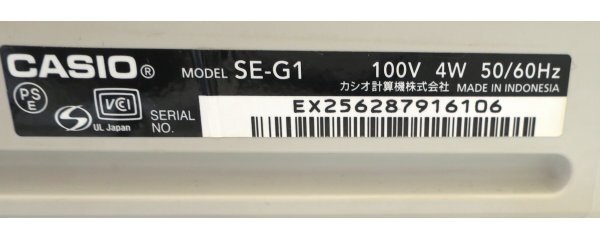 CASIO® MODEL SE-G1 100V 4W 50/60Hz
カシオ計算機株式会社 MADE IN INDONESIA
PS
E
VCI
UL Japan
SERIAL
NO.
EX256287916106